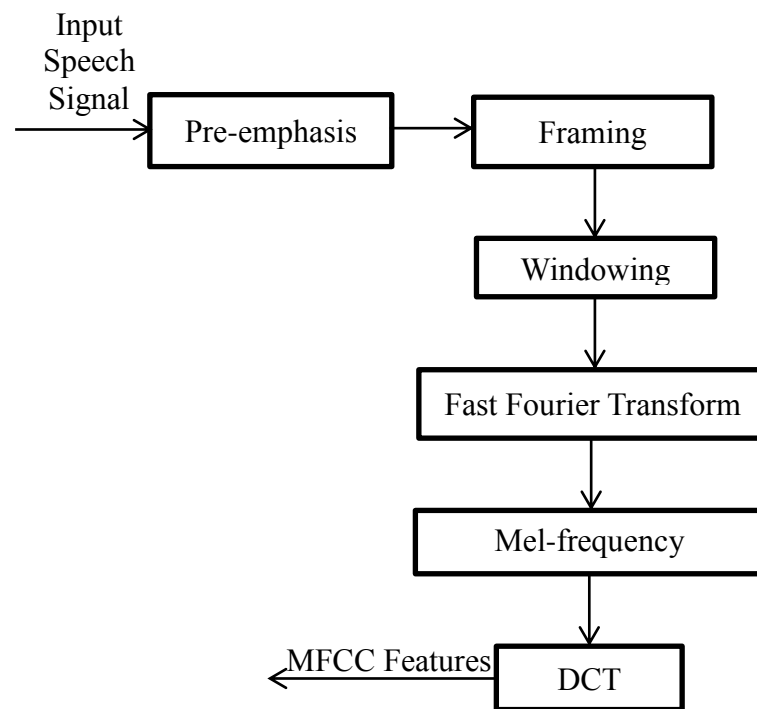 Input
Speech
Signal
Pre-emphasis
Framing
Windowing
Fast Fourier Transform
Mel-frequency
MFCC Features
DCT